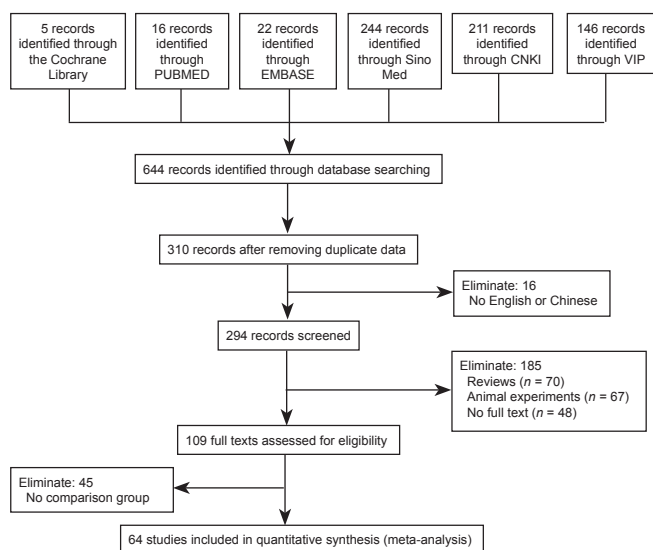 5 records
identified through
the Cochrane
Library
16 records
identified
through
PUBMED
22 records
identified
through
EMBASE
244 records
identified
through Sino
Med
211 records
identified
through CNKI
146 records
identified
through VIP
644 records identified through database searching
310 records after removing duplicate data
Eliminate: 16
No English or Chinese
294 records screened
Eliminate: 185
Reviews (n = 70)
Animal experiments (n = 67)
No full text (n = 48)
109 full texts assessed for eligibility
Eliminate: 45
No comparison group
64 studies included in quantitative synthesis (meta-analysis)